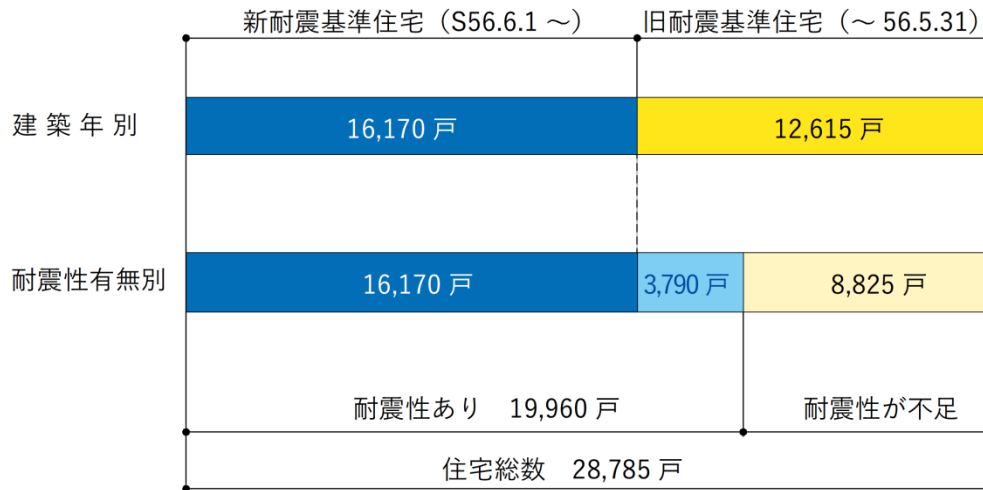 新耐震基準住宅（S56.6.1 ～） 旧耐震基準住宅（～ 56.5.31）
建 築 年 別 16,170 戸 12,615 戸
耐震性有無別 16,170 戸 3,790 戸 8,825 戸
耐震性あり 19,960 戸 耐震性が不足
住宅総数 28,785 戸